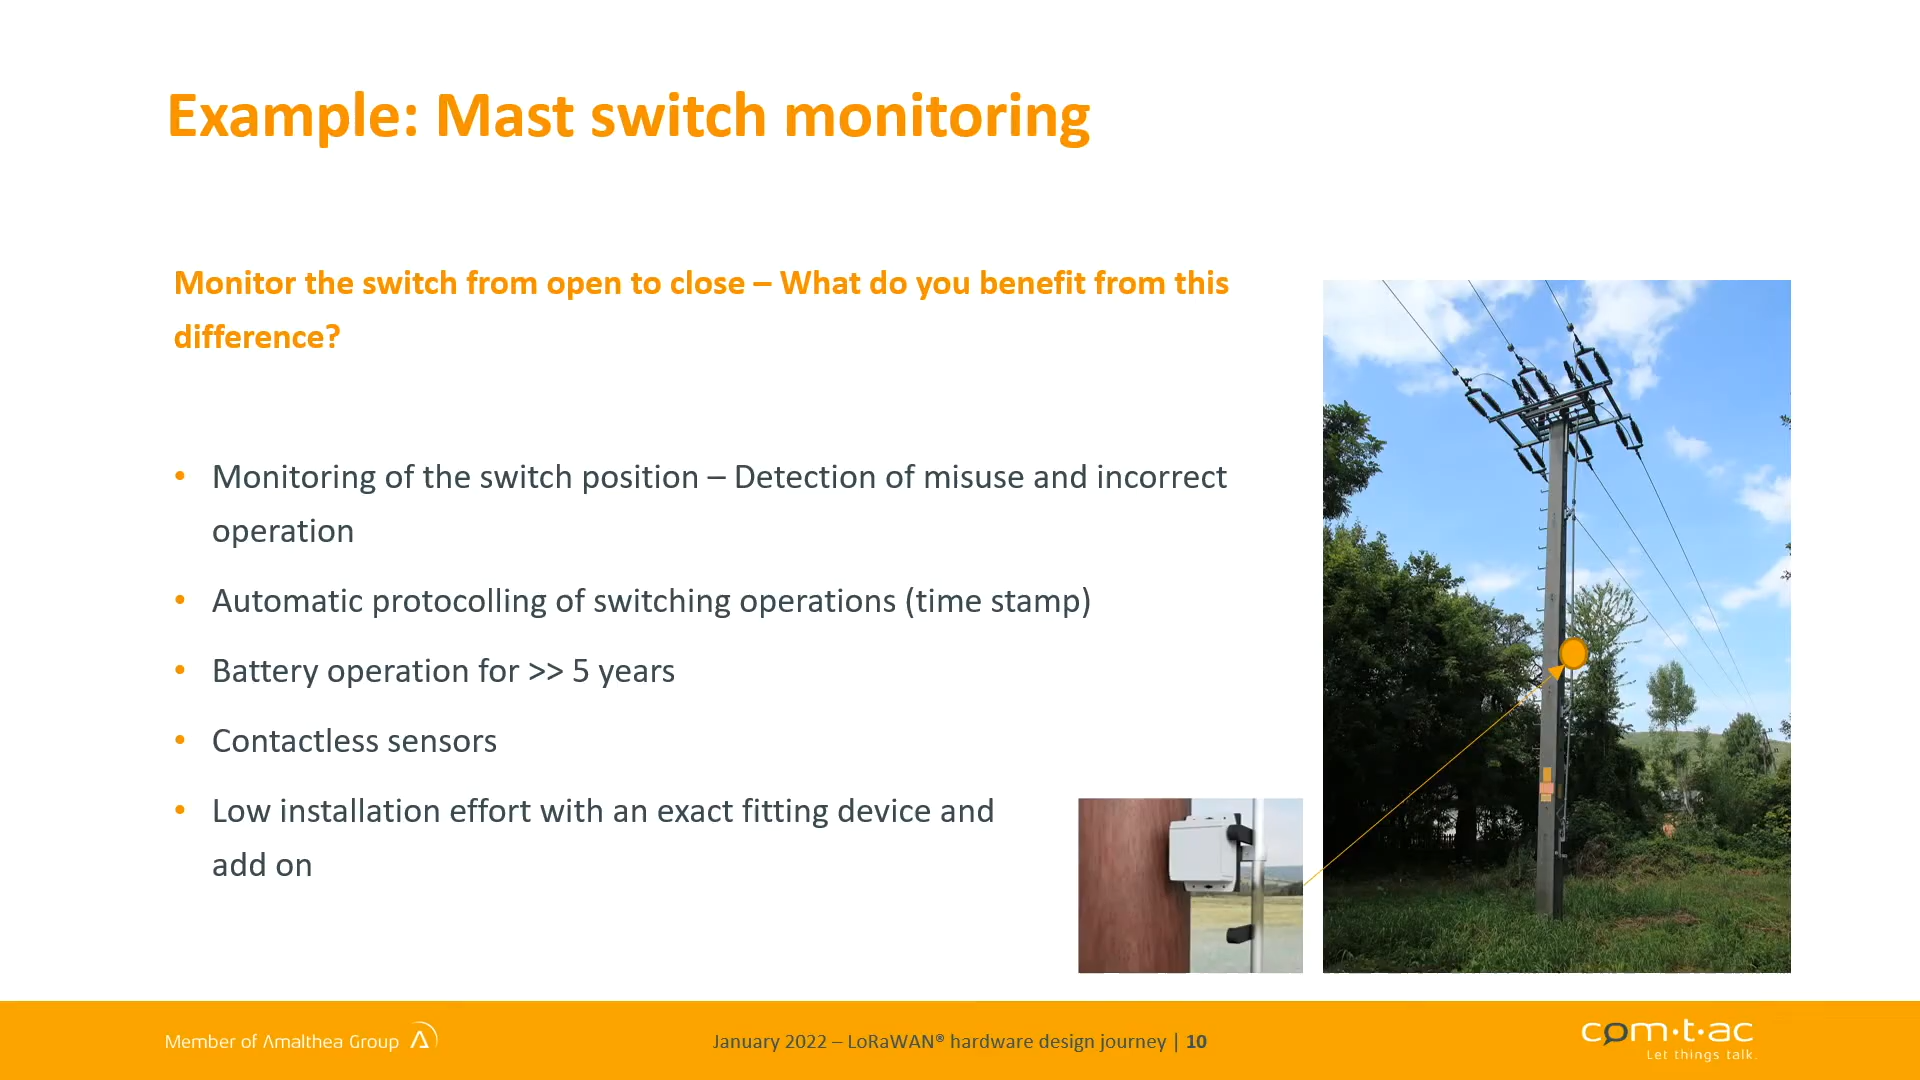 Example: Mast switch monitoring
Monitor the switch from open to close – What do you benefit from this
difference?
• Monitoring of the switch position – Detection of misuse and incorrect
operation
• Automatic protocolling of switching operations (time stamp)
• Battery operation for >> 5 years
• Contactless sensors
• Low installation effort with an exact fitting device and
add on
Member of Amalthea Group
January 2022 – LoRaWAN® hardware design journey | 10
com·t·ac
Let things talk.